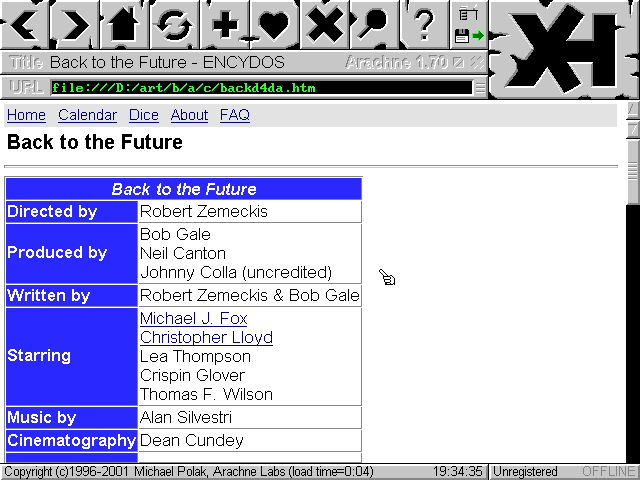 Title Back to the Future - ENCYDOS Arachne 1.70
URL file:///D:/art/b/a/c/backd4da.htm
Home Calendar Dice About FAQ
Back to the Future
Back to the Future
Directed by Robert Zemeckis
Produced by Bob Gale
Neil Canton
Johnny Colla (uncredited)
Written by Robert Zemeckis & Bob Gale
Starring Michael J. Fox
Christopher Lloyd
Lea Thompson
Crispin Glover
Thomas F. Wilson
Music by Alan Silvestri
Cinematography Dean Cundey
Copyright (c)1996-2001 Michael Polak, Arachne Labs (load time=0:04) 19:34:35 Unregistered OFFLINE